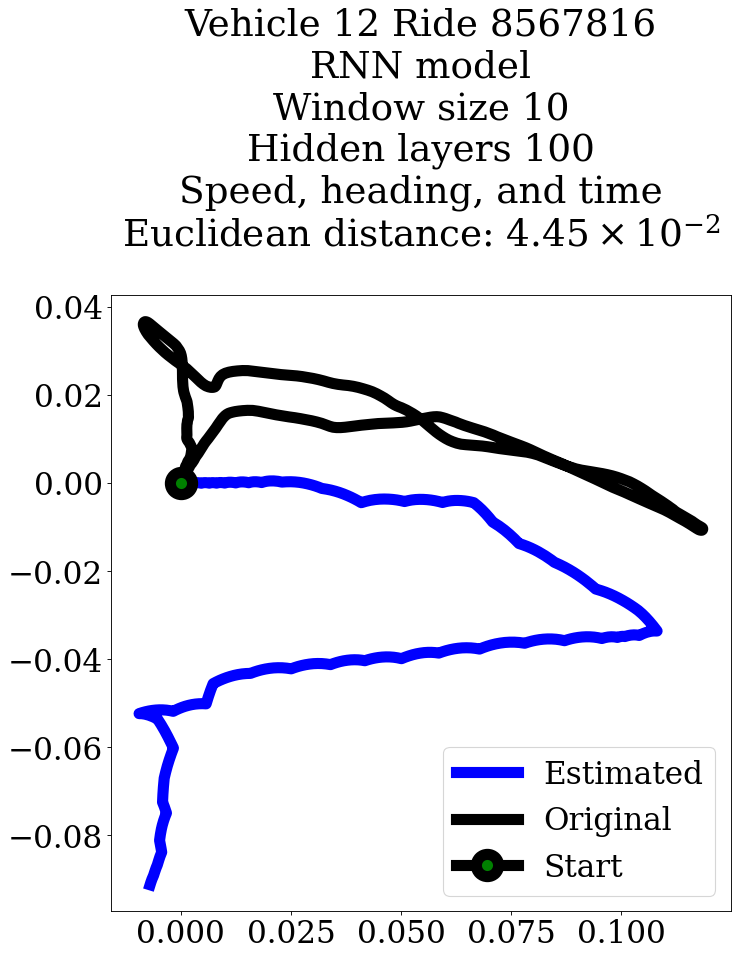 Vehicle 12 Ride 8567816
RNN model
Window size 10
Hidden layers 100
Speed, heading, and time
Euclidean distance: 4.45 × 10⁻²
0.04
0.02
0.00
−0.02
−0.04
−0.06
−0.08
Estimated
Original
Start
0.000 0.025 0.050 0.075 0.100